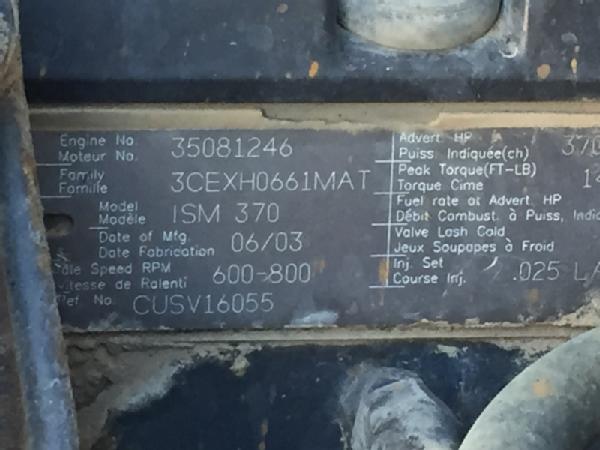 Engine No. 35081246
Moteur No.
Family 3CEXH0661MAT
Famille
Model ISM 370
Modèle
Date of Mfg. 06/03
Date Fabrication
Speed RPM 600-800
de Ralenti
No. CUSV16055
Advert. HP 370
Puiss. Indiquée(ch)
Peak Torque(FT-LB)
Torque Cime
Fuel rate at Advert. HP
Débit Combust. à Puiss.
Valve Lash Cold
Jeux Soupapes à Froid
Inj. Set .025
Course Inj.